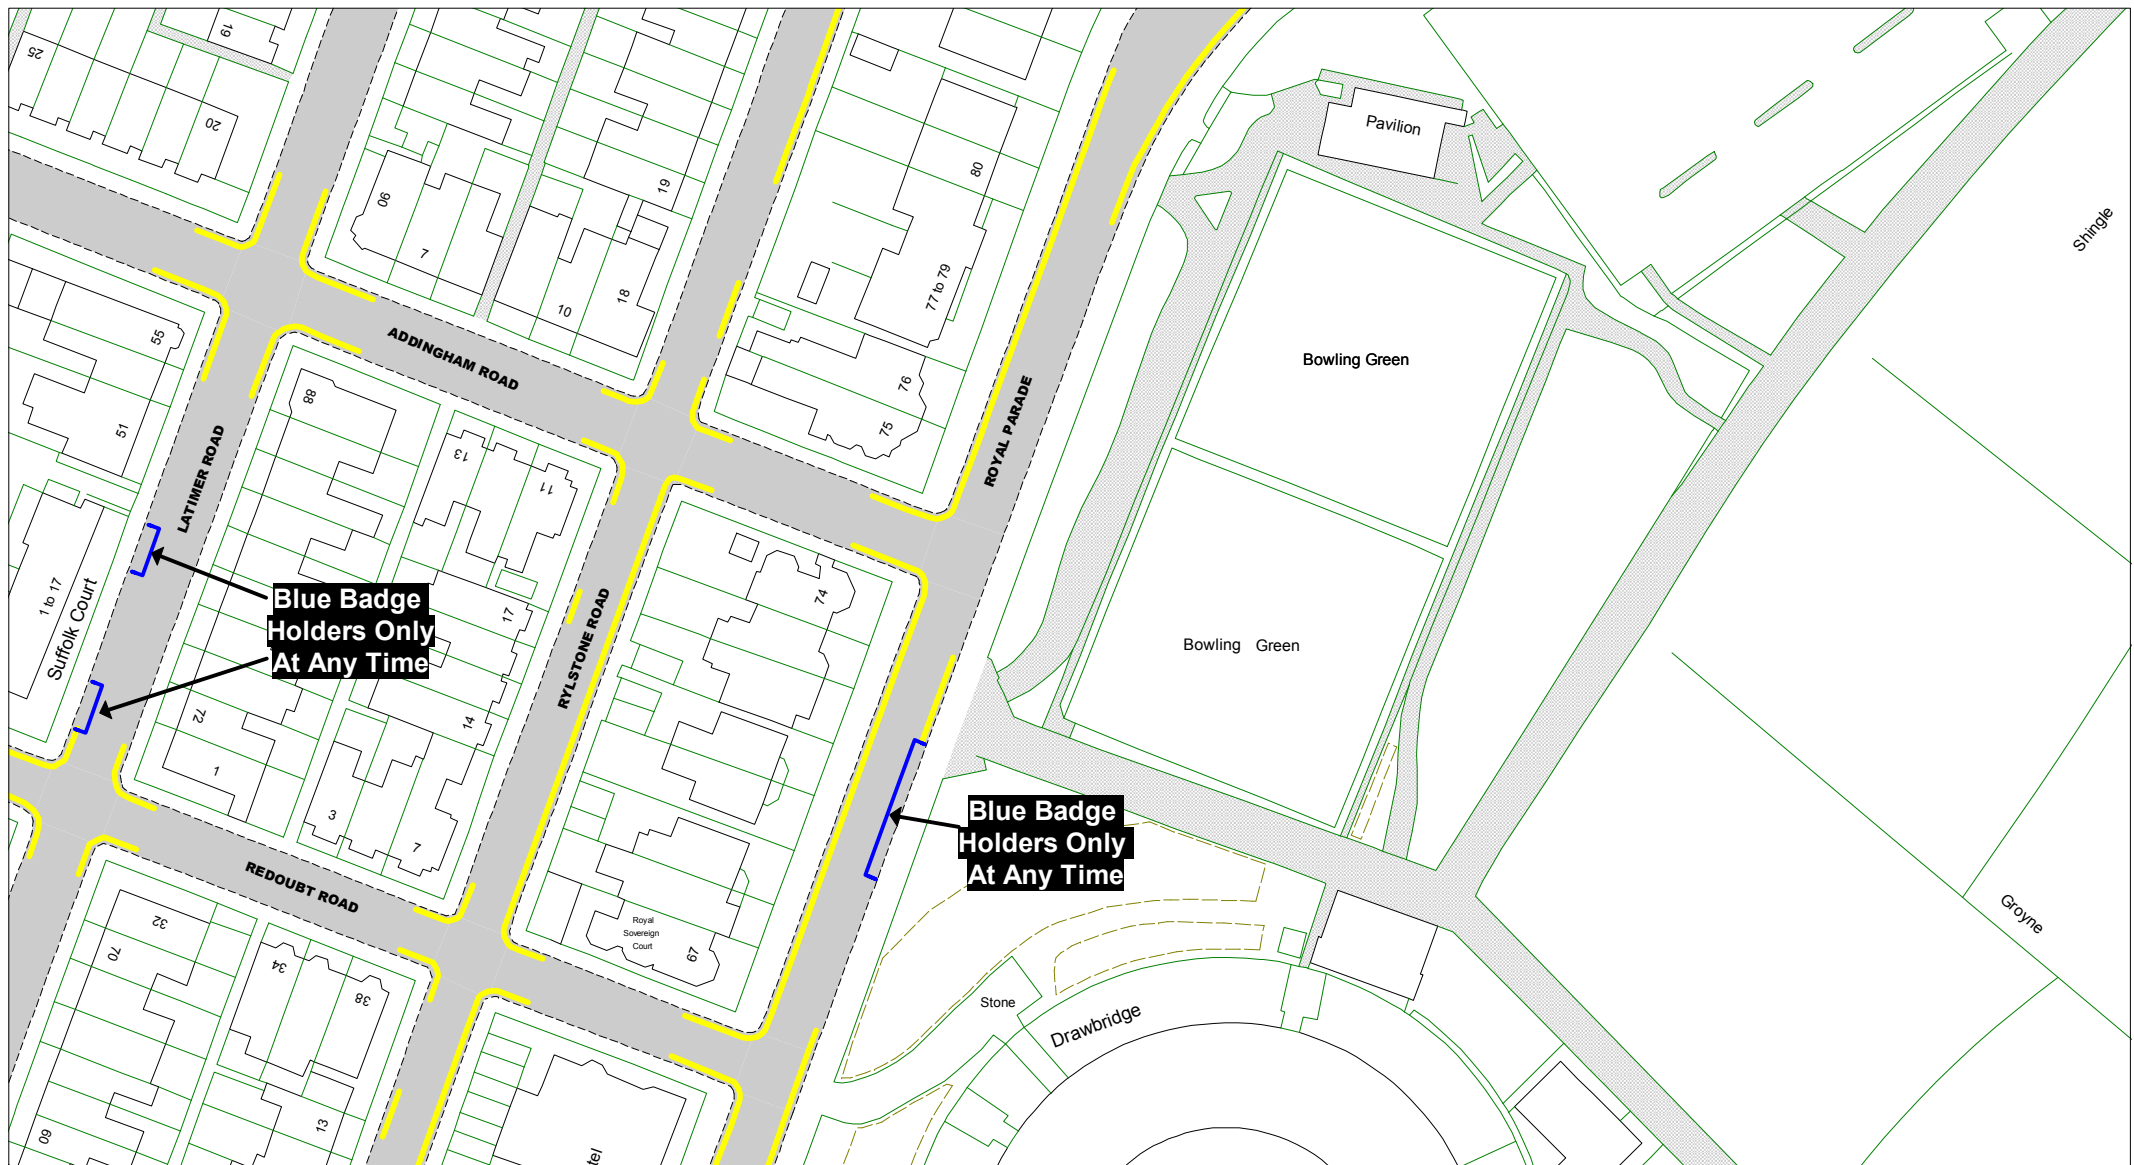 25
19
20
Pavilion
06
7
10
18
19
80
77 to 79
76
75
Shingle
ADDINGHAM ROAD
ROYAL PARADE
Bowling Green
55
51
88
13
11
LATIMER ROAD
1 to 17
Suffolk Court
Blue Badge
Holders Only
At Any Time
17
14
72
1
3
7
RYLSTONE ROAD
74
Bowling Green
Blue Badge
Holders Only
At Any Time
REDOUBT ROAD
Royal
Sovereign
Court
67
32
70
34
38
13
60
Stone
Drawbridge
Groyne
tel